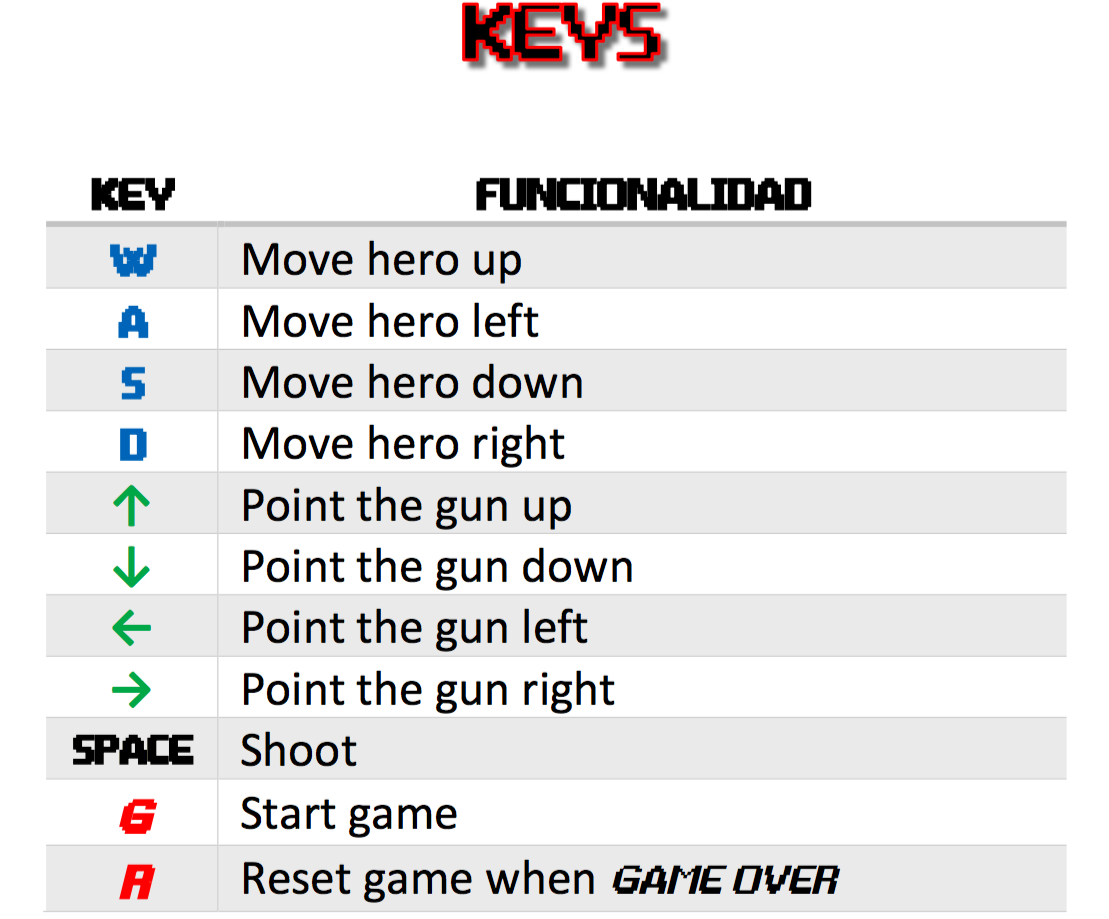 KEYS
KEY FUNCIONALIDAD
W Move hero up
A Move hero left
S Move hero down
D Move hero right
↑ Point the gun up
↓ Point the gun down
← Point the gun left
→ Point the gun right
SPACE Shoot
G Start game
R Reset game when GAME OVER